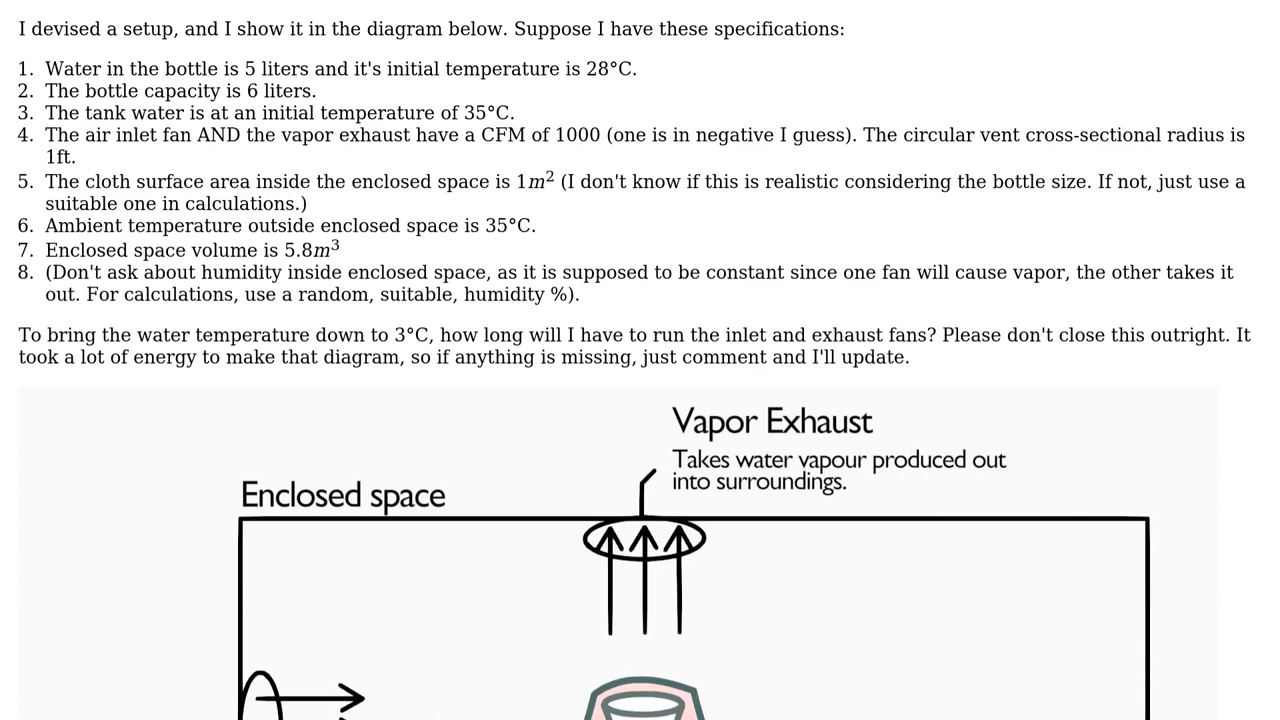 I devised a setup, and I show it in the diagram below. Suppose I have these specifications:
1. Water in the bottle is 5 liters and it's initial temperature is 28°C.
2. The bottle capacity is 6 liters.
3. The tank water is at an initial temperature of 35°C.
4. The air inlet fan AND the vapor exhaust have a CFM of 1000 (one is in negative I guess). The circular vent cross-sectional radius is
1ft.
5. The cloth surface area inside the enclosed space is 1m² (I don't know if this is realistic considering the bottle size. If not, just use a
suitable one in calculations.)
6. Ambient temperature outside enclosed space is 35°C.
7. Enclosed space volume is 5.8m³
8. (Don't ask about humidity inside enclosed space, as it is supposed to be constant since one fan will cause vapor, the other takes it
out. For calculations, use a random, suitable, humidity %).
To bring the water temperature down to 3°C, how long will I have to run the inlet and exhaust fans? Please don't close this outright. It
took a lot of energy to make that diagram, so if anything is missing, just comment and I'll update.
Vapor Exhaust
Takes water vapour produced out
into surroundings.
Enclosed space